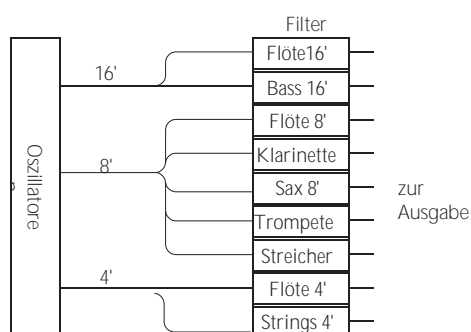 Filter
Flöte16'
16'
Bass 16'
Flöte 8'
Klarinette
8'
Sax 8'
Trompete
Streicher
4'
Flöte 4'
Strings 4'
Oszillatore
zur
Ausgabe